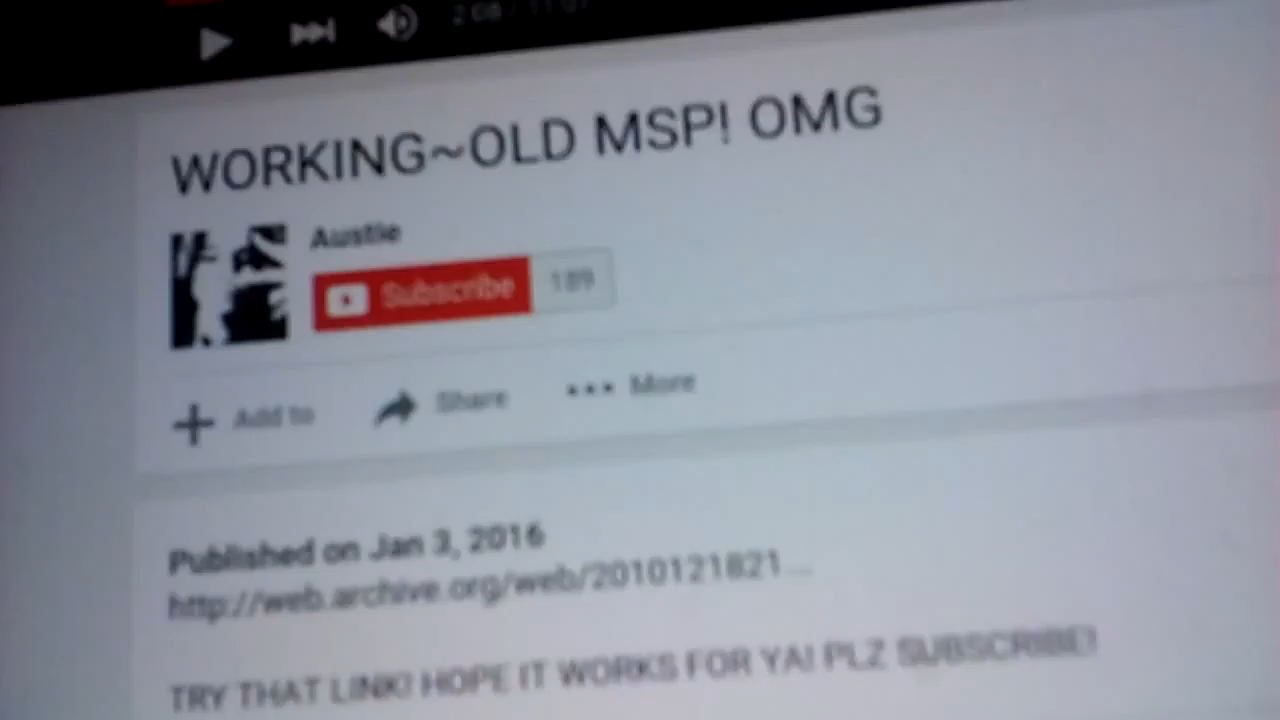 WORKING~OLD MSP! OMG
Austie
Subscribe 189
Add to Share More
Published on Jan 3, 2016
http://web.archive.org/web/2010121821...
TRY THAT LINK! HOPE IT WORKS FOR YA! PLZ SUBSCRIBE!